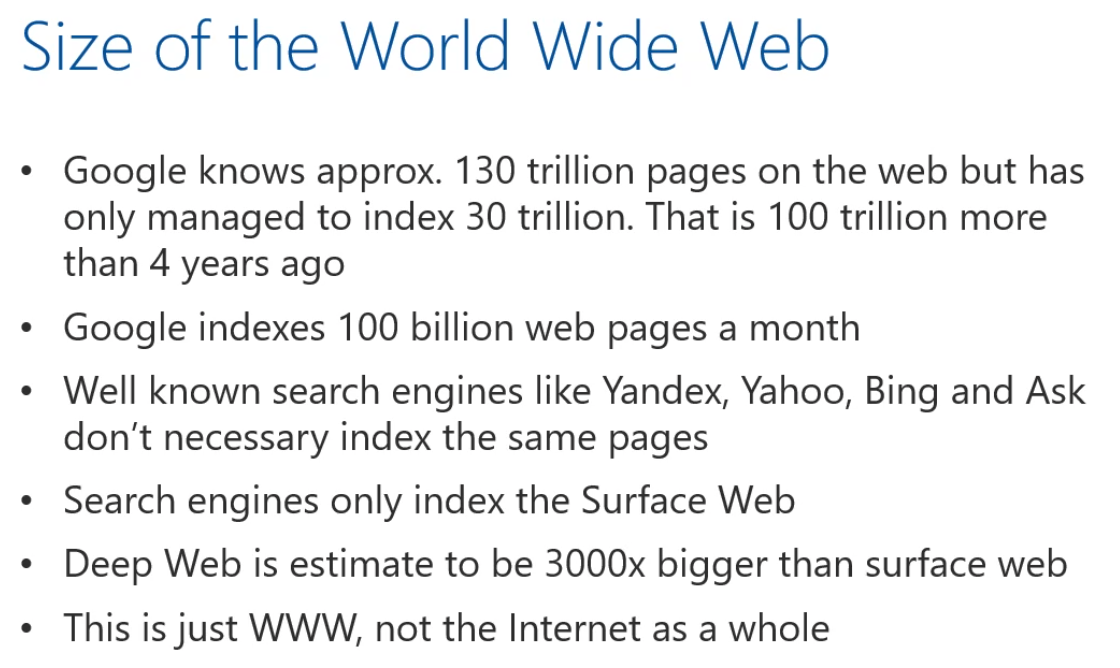 Size of the World Wide Web
• Google knows approx. 130 trillion pages on the web but has
only managed to index 30 trillion. That is 100 trillion more
than 4 years ago
• Google indexes 100 billion web pages a month
• Well known search engines like Yandex, Yahoo, Bing and Ask
don't necessary index the same pages
• Search engines only index the Surface Web
• Deep Web is estimate to be 3000x bigger than surface web
• This is just WWW, not the Internet as a whole